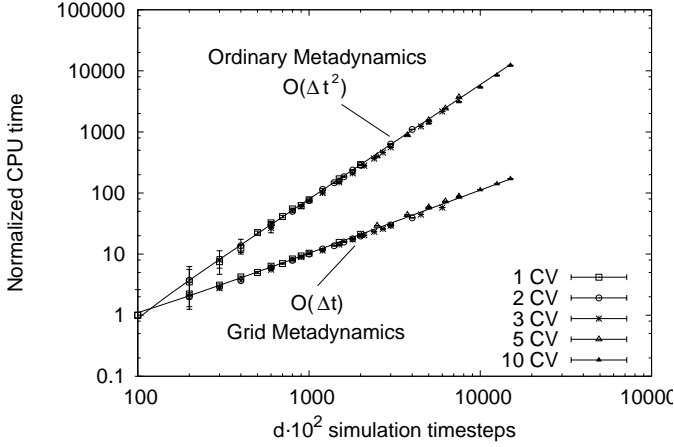 100000
10000
1000
100
10
1
0.1
Normalized CPU time
Ordinary Metadynamics
O(Δt²)
O(Δt)
Grid Metadynamics
1 CV
2 CV
3 CV
5 CV
10 CV
100 1000 10000 10000
d·10² simulation timesteps